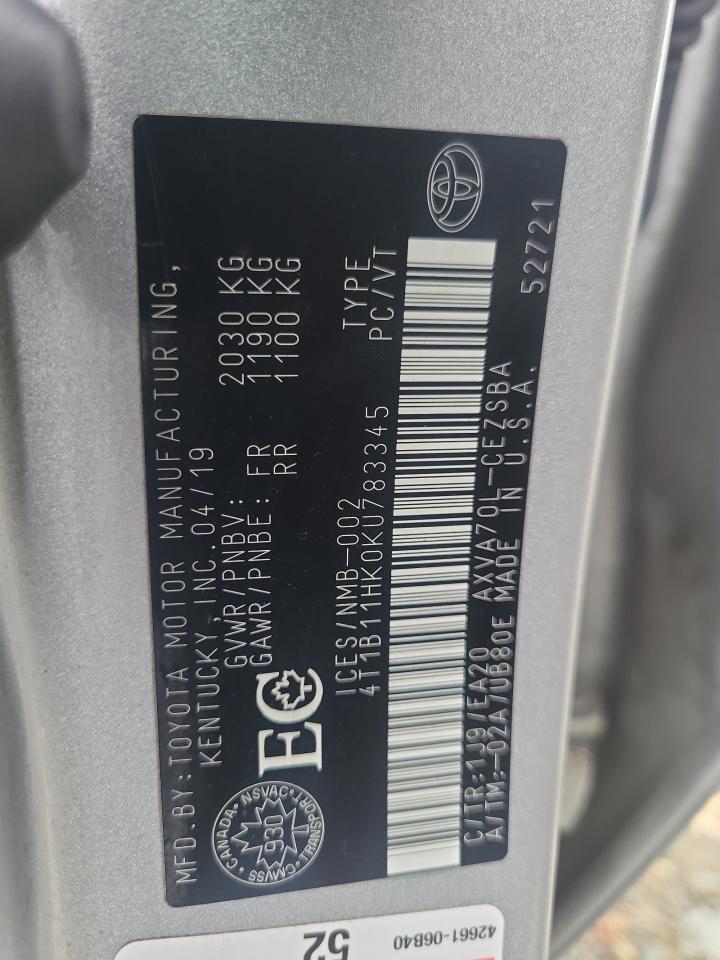 MFD.BY:TOYOTA MOTOR MANUFACTURING,
KENTUCKY, INC. 04/19
GVWR/PNBV: 2030 KG
GAWR/PNBE: FR 1190 KG
RR 1100 KG
CANADA • NSVAC • TRANSPORT • CMVSS
930
EC
ICES/NMB-002 TYPE
4T1B11HK0KU783345 PC/VT
C/TR:1J9/EA20 AXVA70L-CEZSBA
A/TM:-02A/UB80E MADE IN U.S.A.
52721
52
42661-06B40